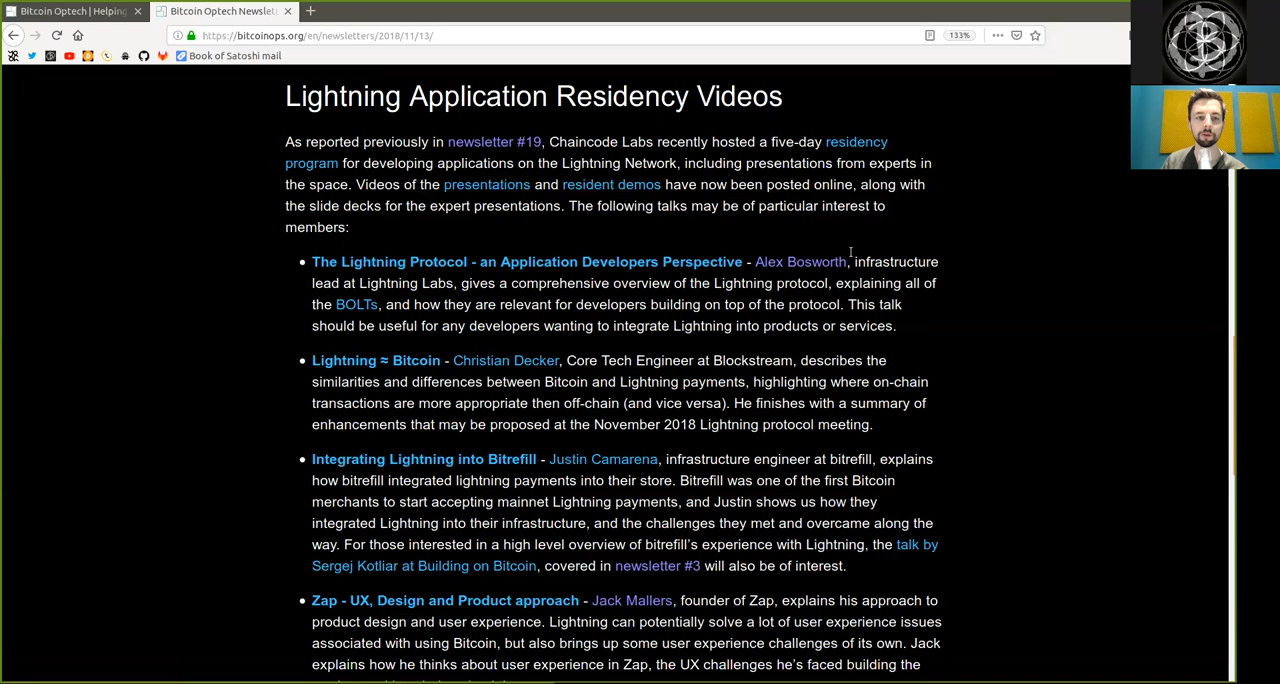 Bitcoin Optech | Helping
Bitcoin Optech Newslett
https://bitcoinops.org/en/newsletters/2018/11/13/
133%
Book of Satoshi mail
Lightning Application Residency Videos
As reported previously in newsletter #19, Chaincode Labs recently hosted a five-day residency
program for developing applications on the Lightning Network, including presentations from experts in
the space. Videos of the presentations and resident demos have now been posted online, along with
the slide decks for the expert presentations. The following talks may be of particular interest to
members:
The Lightning Protocol - an Application Developers Perspective - Alex Bosworth, infrastructure
lead at Lightning Labs, gives a comprehensive overview of the Lightning protocol, explaining all of
the BOLTs, and how they are relevant for developers building on top of the protocol. This talk
should be useful for any developers wanting to integrate Lightning into products or services.
Lightning ≈ Bitcoin - Christian Decker, Core Tech Engineer at Blockstream, describes the
similarities and differences between Bitcoin and Lightning payments, highlighting where on-chain
transactions are more appropriate then off-chain (and vice versa). He finishes with a summary of
enhancements that may be proposed at the November 2018 Lightning protocol meeting.
Integrating Lightning into Bitrefill - Justin Camarena, infrastructure engineer at bitrefill, explains
how bitrefill integrated lightning payments into their store. Bitrefill was one of the first Bitcoin
merchants to start accepting mainnet Lightning payments, and Justin shows us how they
integrated Lightning into their infrastructure, and the challenges they met and overcame along the
way. For those interested in a high level overview of bitrefill's experience with Lightning, the talk by
Sergej Kotliar at Building on Bitcoin, covered in newsletter #3 will also be of interest.
Zap - UX, Design and Product approach - Jack Mallers, founder of Zap, explains his approach to
product design and user experience. Lightning can potentially solve a lot of user experience issues
associated with using Bitcoin, but also brings up some user experience challenges of its own. Jack
explains how he thinks about user experience in Zap, the UX challenges he's faced building the